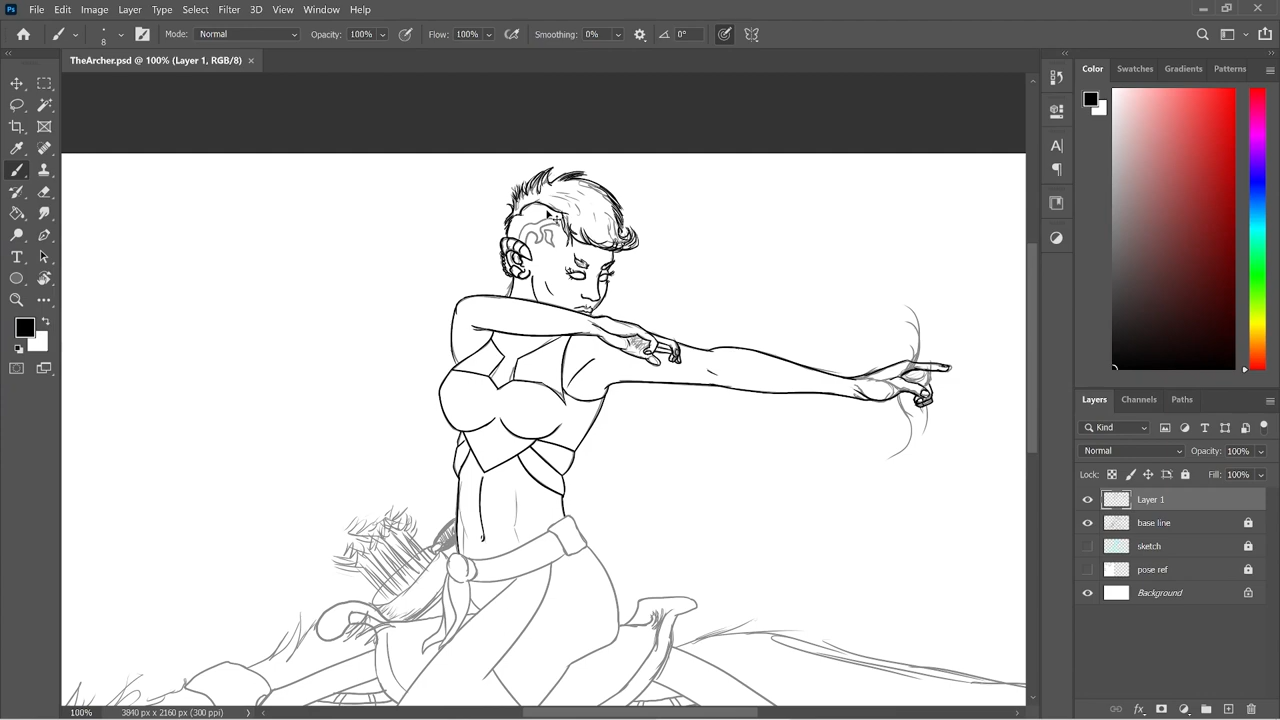 Ps File Edit Image Layer Type Select Filter 3D View Window Help
8 Mode: Normal Opacity: 100% Flow: 100% Smoothing: 0% 0°
TheArcher.psd @ 100% (Layer 1, RGB/8) ×
Color Swatches Gradients Patterns
Layers Channels Paths
Kind
Normal Opacity: 100%
Lock: Fill: 100%
Layer 1
base line
sketch
pose ref
Background
100% 3840 px x 2160 px (300 ppi)